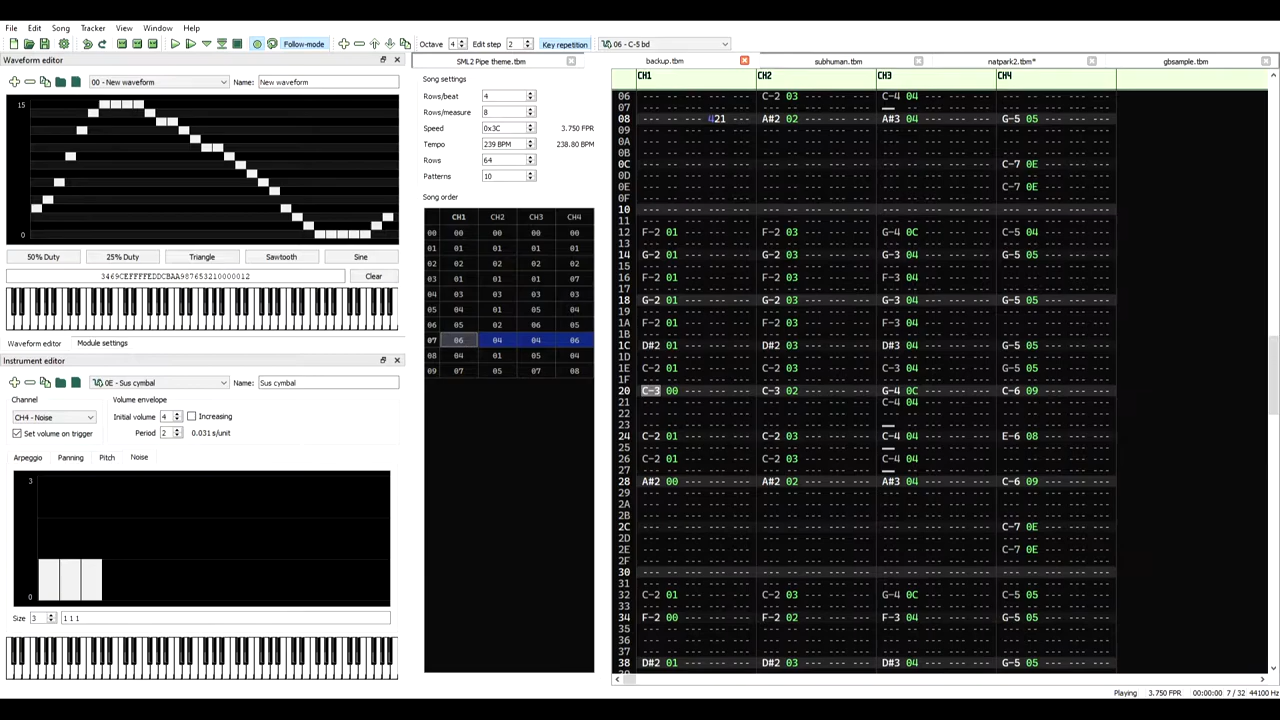 File Edit Song Tracker View Window Help
Follow-mode Octave 4 Edit step 2 Key repetition 06 - C-5 bd
Waveform editor
00 - New waveform Name: New waveform
15
0
50% Duty 25% Duty Triangle Sawtooth Sine
3469CEFFFFEDDCBAA987653210000012 Clear
Waveform editor Module settings
Instrument editor
0E - Sus cymbal Name: Sus cymbal
Channel Volume envelope
CH4 - Noise Initial volume 4 Increasing
Set volume on trigger Period 2 0.031 s/unit
Arpeggio Panning Pitch Noise
3
0
Size 3 1 1 1
SML2 Pipe theme.tbm backup.tbm subhuman.tbm natpark2.tbm* gbsample.tbm
Song settings
Rows/beat 4
Rows/measure 8
Speed 0x3C 3.750 FPR
Tempo 239 BPM 238.80 BPM
Rows 64
Patterns 10
Song order
CH1 CH2 CH3 CH4
00 00 00 00 00
01 01 01 01 01
02 02 02 02 02
03 01 01 01 07
04 03 03 03 03
05 04 01 05 04
06 05 02 06 05
07 06 04 04 06
08 04 01 05 04
09 07 05 07 08
CH1 CH2 CH3 CH4
06 --- -- --- --- --- C-2 03 --- --- --- C-4 04 --- --- --- --- -- --- --- ---
07
08 --- -- --- 421 A#2 02 A#3 04 G-5 05
09
0A
0B
0C C-7 0E
0D
0E C-7 0E
0F
10
11
12 F-2 01 F-2 03 G-4 0C C-5 04
13
14 G-2 01 G-2 03 G-3 04 G-5 05
15
16 F-2 01 F-2 03 F-3 04
17
18 G-2 01 G-2 03 G-3 04 G-5 05
19
1A F-2 01 F-2 03 F-3 04
1B
1C D#2 01 D#2 03 D#3 04 G-5 05
1D
1E C-2 01 C-2 03 C-3 04
1F
20 C-3 00 C-3 02 G-4 0C C-6 09
21 C-4 04
22
23
24 C-2 01 C-2 03 C-4 04 E-6 08
25
26 C-2 01 C-2 03 C-4 04
27
28 A#2 00 A#2 02 A#3 04 C-6 09
29
2A
2B
2C C-7 0E
2D
2E C-7 0E
2F
30
31
32 C-2 01 C-2 03 G-4 0C C-5 05
33
34 F-2 00 F-2 02 F-3 04 G-5 05
35
36
37
38 D#2 01 D#2 03 D#3 04 G-5 05
Playing 3.750 FPR 00:00:00 7 / 32 44100 Hz